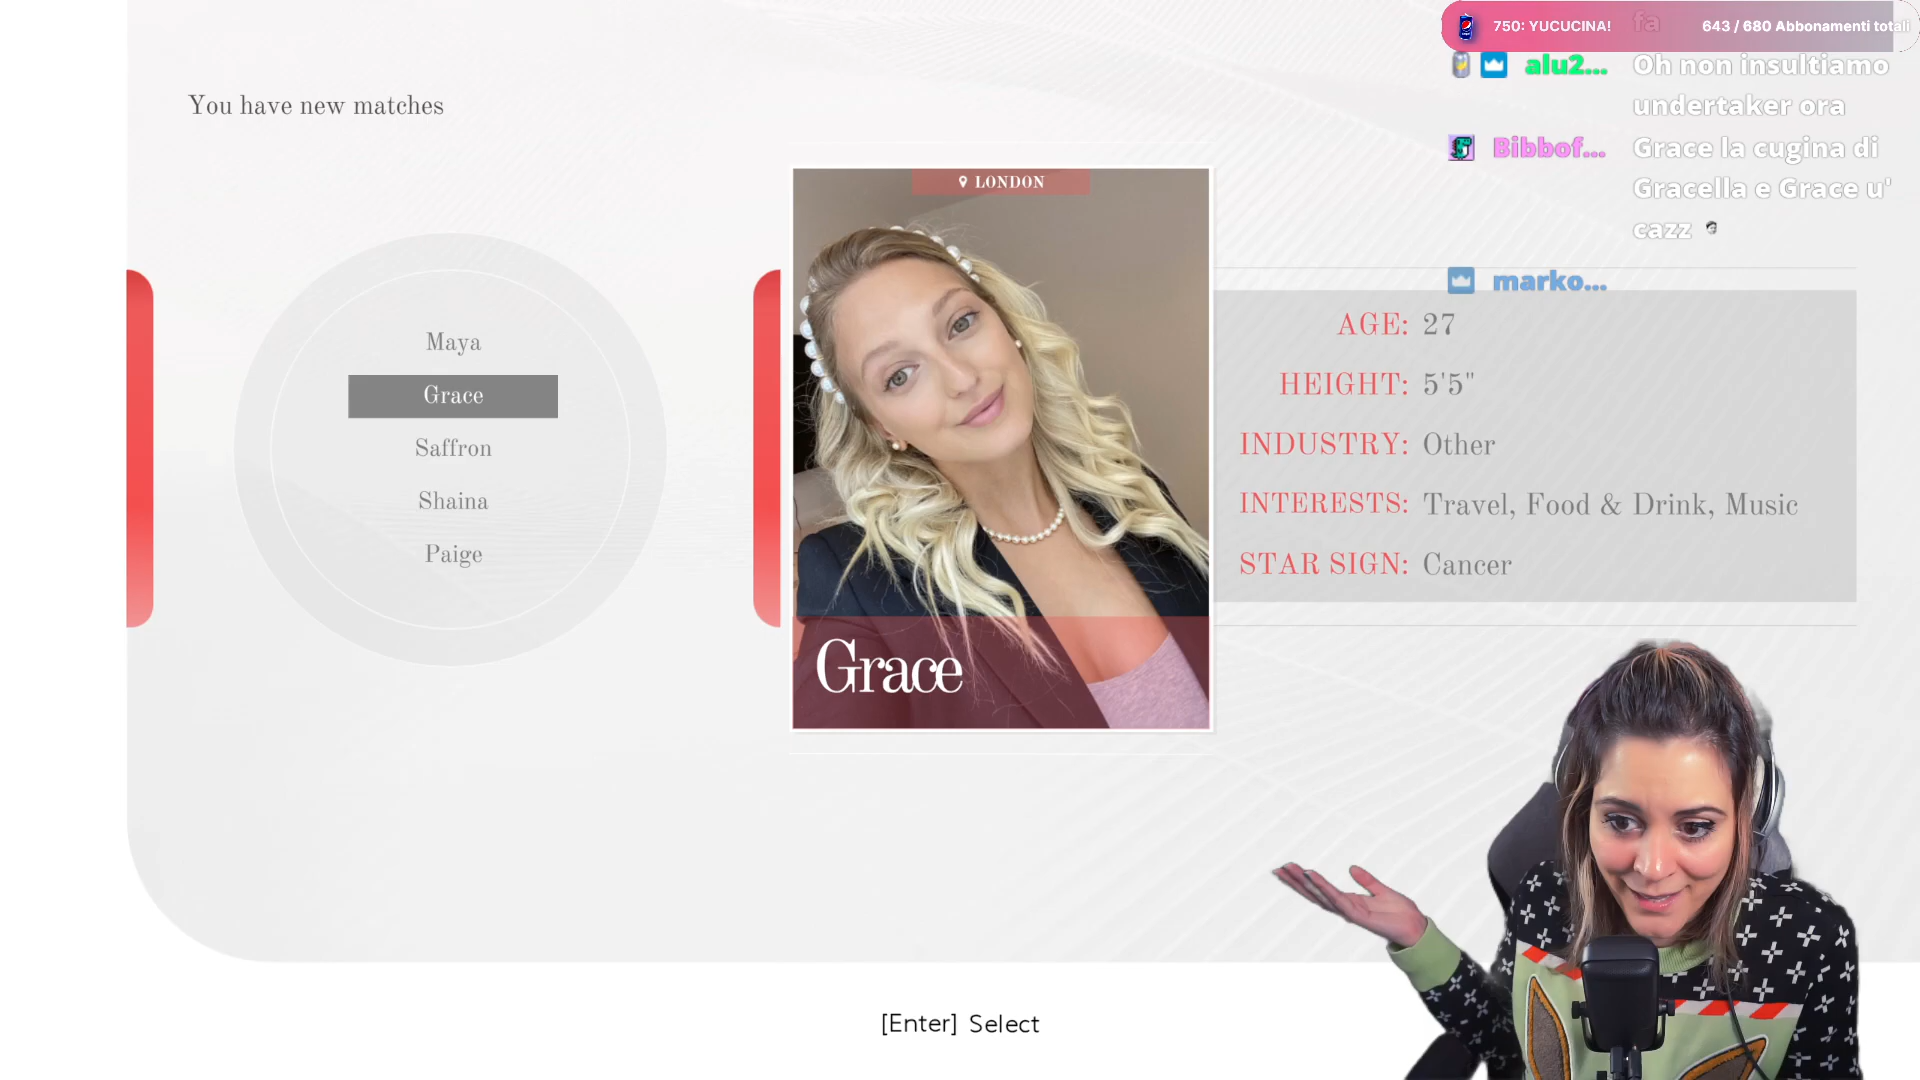 750: YUCUCINA!
fa
643 / 680 Abbonamenti totali
alu2...
Oh non insultiamo
undertaker ora
Bibbof...
Grace la cugina di
Gracella e Grace u'
cazz
marko...
You have new matches
Maya
Grace
Saffron
Shaina
Paige
LONDON
Grace
AGE: 27
HEIGHT: 5'5"
INDUSTRY: Other
INTERESTS: Travel, Food & Drink, Music
STAR SIGN: Cancer
[Enter] Select